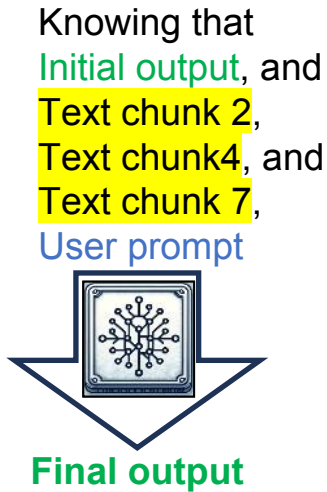 Knowing that
Initial output, and
Text chunk 2,
Text chunk4, and
Text chunk 7,
User prompt
Final output